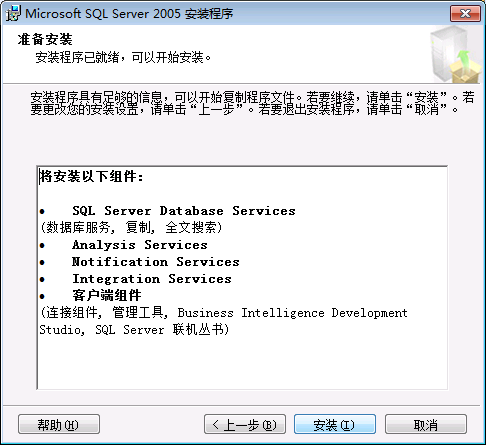 Microsoft SQL Server 2005 安装程序
准备安装
安装程序已就绪，可以开始安装。
安装程序具有足够的信息，可以开始复制程序文件。若要继续，请单击“安装”。若
要更改您的安装设置，请单击“上一步”。若要退出安装程序，请单击“取消”。
将安装以下组件：
• SQL Server Database Services
(数据库服务, 复制, 全文搜索)
• Analysis Services
• Notification Services
• Integration Services
• 客户端组件
(连接组件, 管理工具, Business Intelligence Development
Studio, SQL Server 联机丛书)
帮助(H) < 上一步(B) 安装(I) 取消